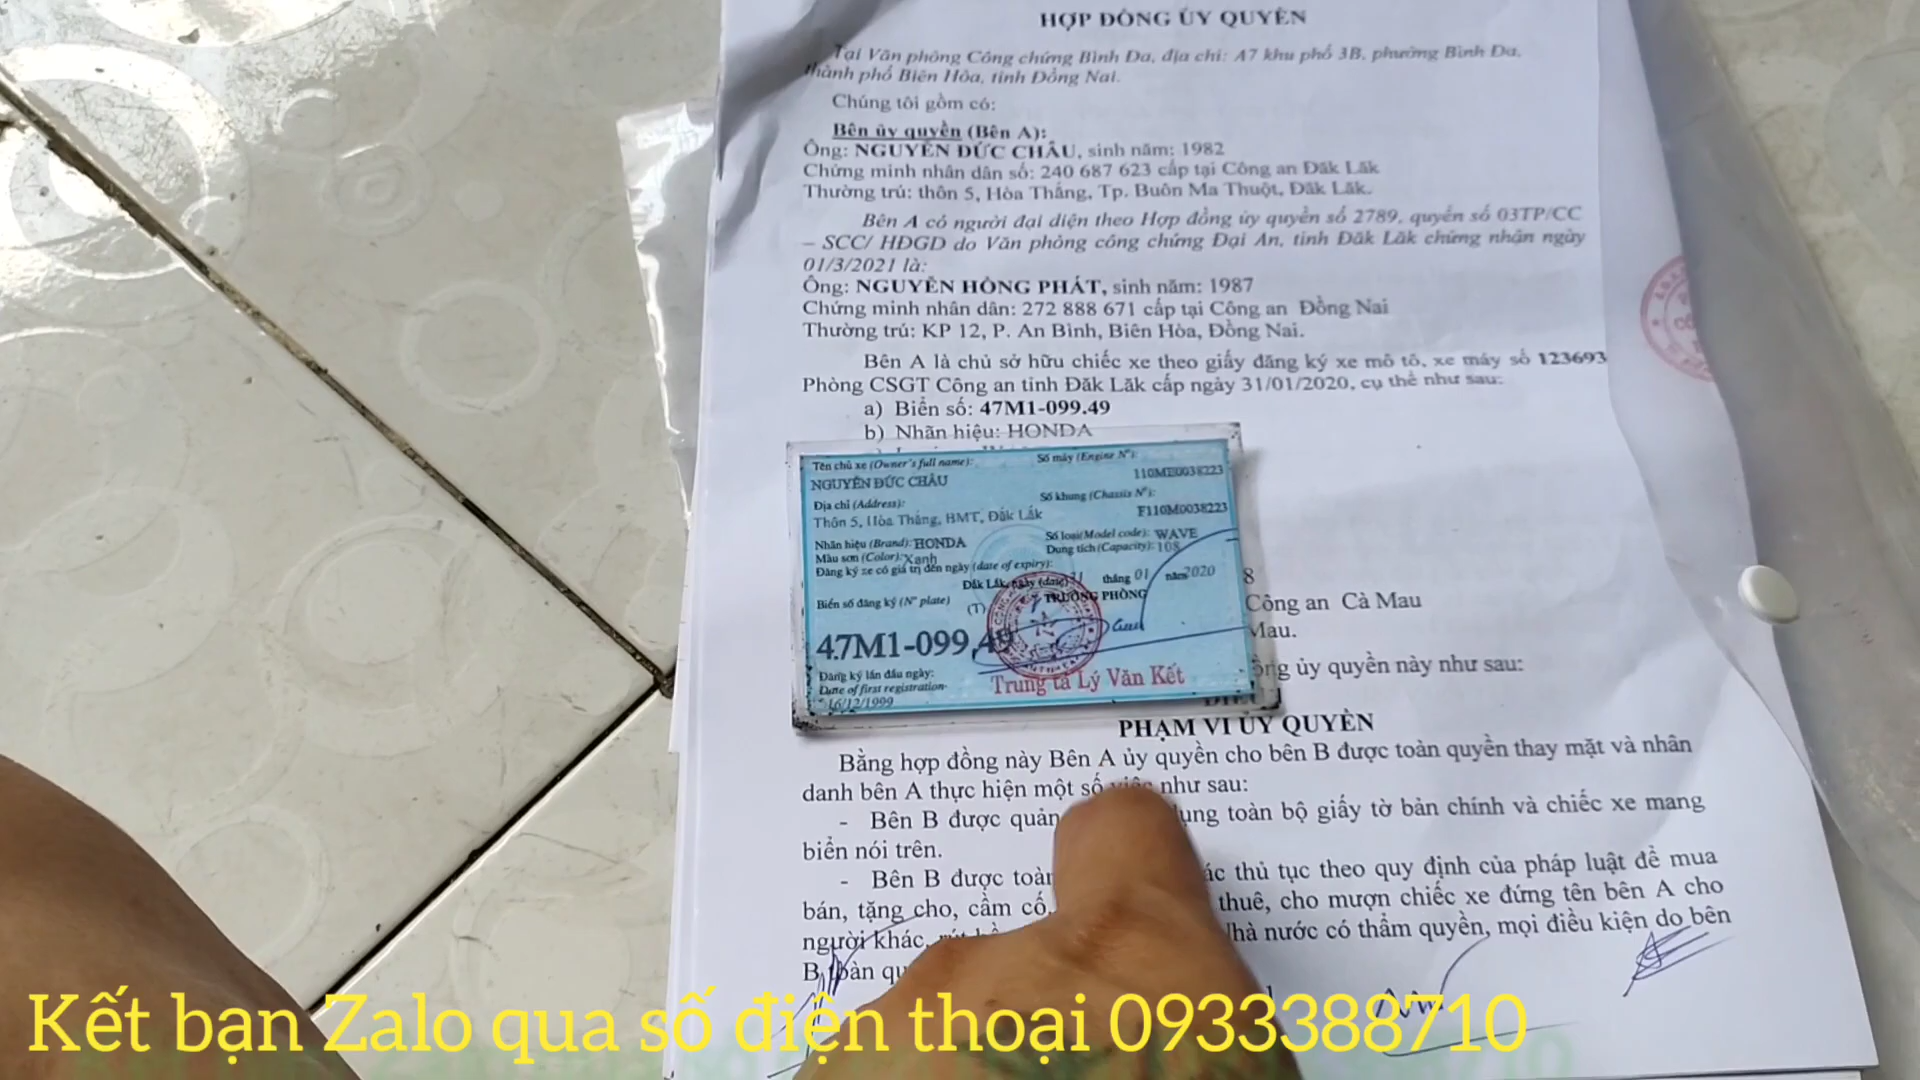 HỢP ĐỒNG ỦY QUYỀN
Tại Văn phòng Công chứng Bình Đa, địa chỉ: A7 khu phố 3B, phường Bình Đa,
thành phố Biên Hòa, tỉnh Đồng Nai.
Chúng tôi gồm có:
Bên ủy quyền (Bên A):
Ông: NGUYỄN ĐỨC CHÂU, sinh năm: 1982
Chứng minh nhân dân số: 240 687 623 cấp tại Công an Đăk Lăk
Thường trú: thôn 5, Hòa Thắng, Tp. Buôn Ma Thuột, Đăk Lăk.
Bên A có người đại diện theo Hợp đồng ủy quyền số 2789, quyển số 03TP/CC
– SCC/ HĐGD do Văn phòng công chứng Đại An, tỉnh Đăk Lăk chứng nhận ngày
01/3/2021 là:
Ông: NGUYỄN HỒNG PHÁT, sinh năm: 1987
Chứng minh nhân dân: 272 888 671 cấp tại Công an Đồng Nai
Thường trú: KP 12, P. An Bình, Biên Hòa, Đồng Nai.
Bên A là chủ sở hữu chiếc xe theo giấy đăng ký xe mô tô, xe máy số 123693
Phòng CSGT Công an tỉnh Đăk Lăk cấp ngày 31/01/2020, cụ thể như sau:
a) Biển số: 47M1-099.49
b) Nhãn hiệu: HONDA
Tên chủ xe (Owner's full name):
Số máy (Engine Nº):
NGUYỄN ĐỨC CHÂU
110ME0038223
Địa chỉ (Address):
Số khung (Chassis Nº):
Thôn 5, Hòa Thắng, BMT, Đắk Lắk
F110M0038223
Nhãn hiệu (Brand): HONDA
Số loại(Model code): WAVE
Màu sơn (Color): Xanh
Dung tích (Capacity): 108
Đăng ký xe có giá trị đến ngày (date of expiry):
Đắk Lắk, ngày (date) 31 tháng 01 năm 2020
Biển số đăng ký (Nº plate)
(T) TRƯỞNG PHÒNG
47M1-099.49
Đăng ký lần đầu ngày:
Date of first registration
16/12/1999
Trung tá Lý Văn Kết
8
Công an Cà Mau
Mau.
ồng ủy quyền này như sau:
PHẠM VI ỦY QUYỀN
Bằng hợp đồng này Bên A ủy quyền cho bên B được toàn quyền thay mặt và nhân
danh bên A thực hiện một số việc như sau:
- Bên B được quản ụng toàn bộ giấy tờ bản chính và chiếc xe mang
biển nói trên.
- Bên B được toàn ác thủ tục theo quy định của pháp luật để mua
bán, tặng cho, cầm cố, thuê, cho mượn chiếc xe đứng tên bên A cho
người khác, Nhà nước có thẩm quyền, mọi điều kiện do bên
B toàn qu
Kết bạn Zalo qua số điện thoại 0933388710